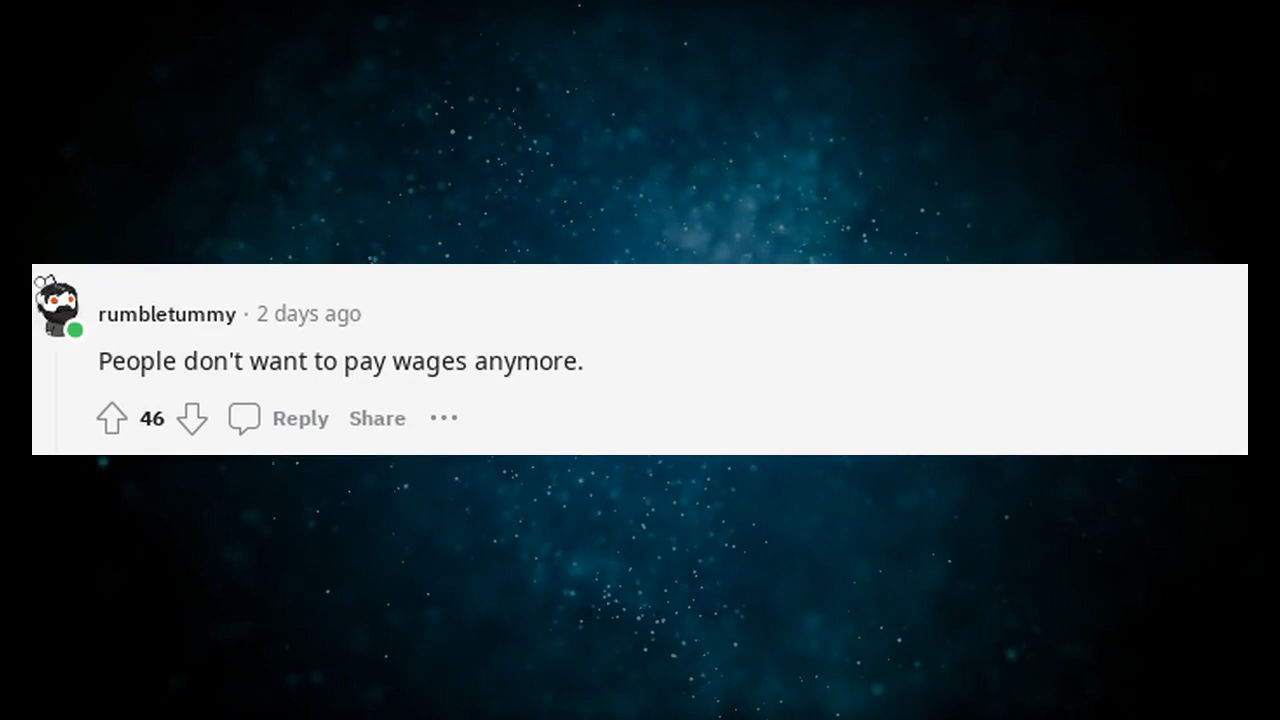 rumbletummy · 2 days ago
People don't want to pay wages anymore.
46 Reply Share •••